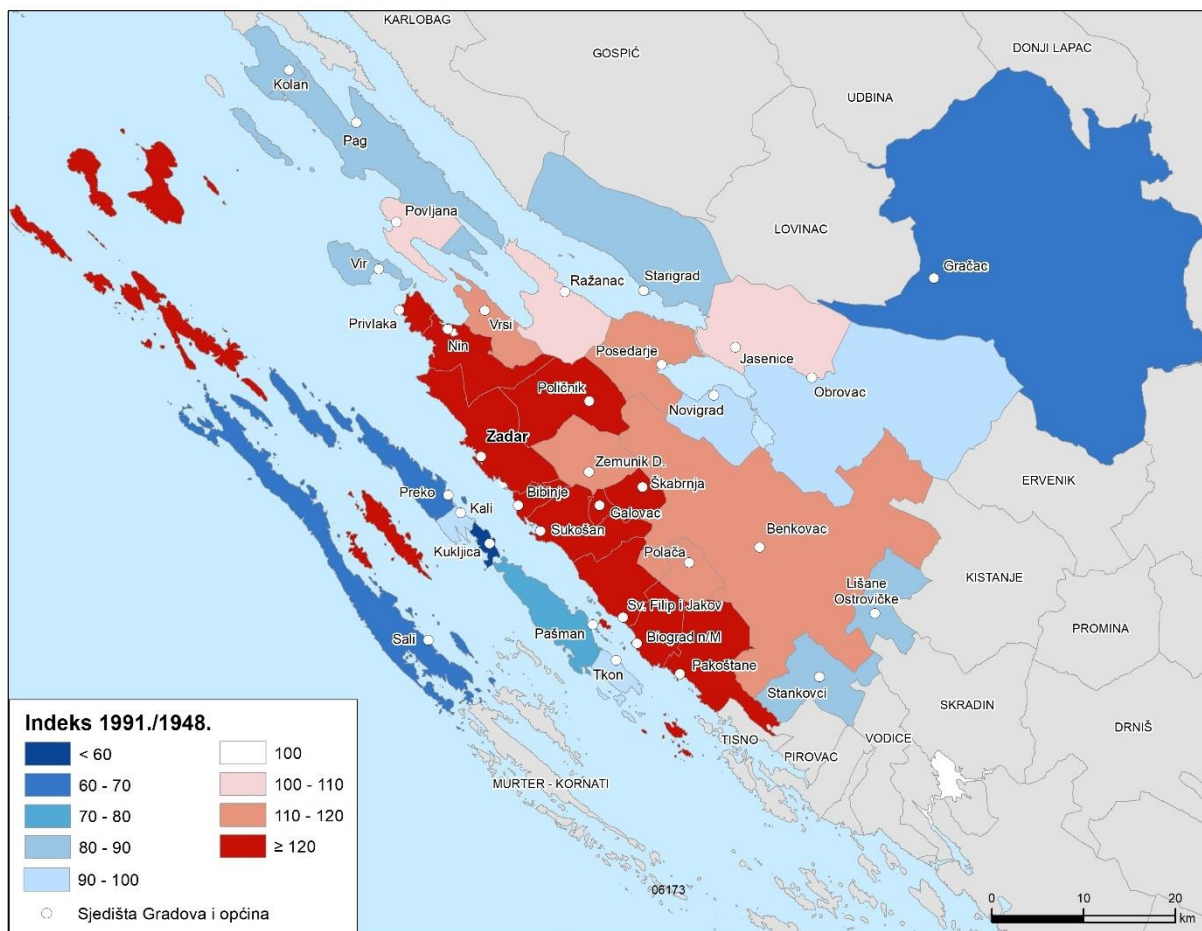 KARLOBAG
GOSPIĆ
DONJI LAPAC
UDBINA
Kolan
Pag
LOVINAC
Povljana
Vir
Ražanac
Starigrad
Gračac
Privlaka
Vrsi
Nin
Posedarje
Jasenice
Obrovac
Poličnik
Novigrad
Zadar
Zemunik D.
Škabrnja
ERVENIK
Preko
Kali
Bibinje
Galovac
Sukošan
Benkovac
Kukljica
Polača
KISTANJE
Lišane
Ostrovičke
Sv. Filip i Jakov
PROMINA
Sali
Pašman
Biograd n/M
Tkon
Pakoštane
Stankovci
SKRADIN
DRNIŠ
TISNO
VODICE
PIROVAC
MURTER - KORNATI
06173
Indeks 1991./1948.
< 60
60 - 70
70 - 80
80 - 90
90 - 100
100
100 - 110
110 - 120
≥ 120
Sjedišta Gradova i općina
0 10 20
km